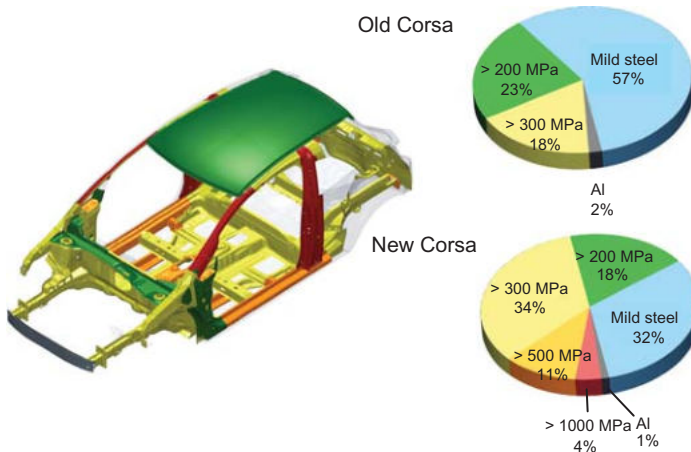 Old Corsa
Mild steel
57%
> 200 MPa
23%
> 300 MPa
18%
Al
2%
New Corsa
> 200 MPa
18%
> 300 MPa
34%
Mild steel
32%
> 500 MPa
11%
> 1000 MPa
4%
Al
1%